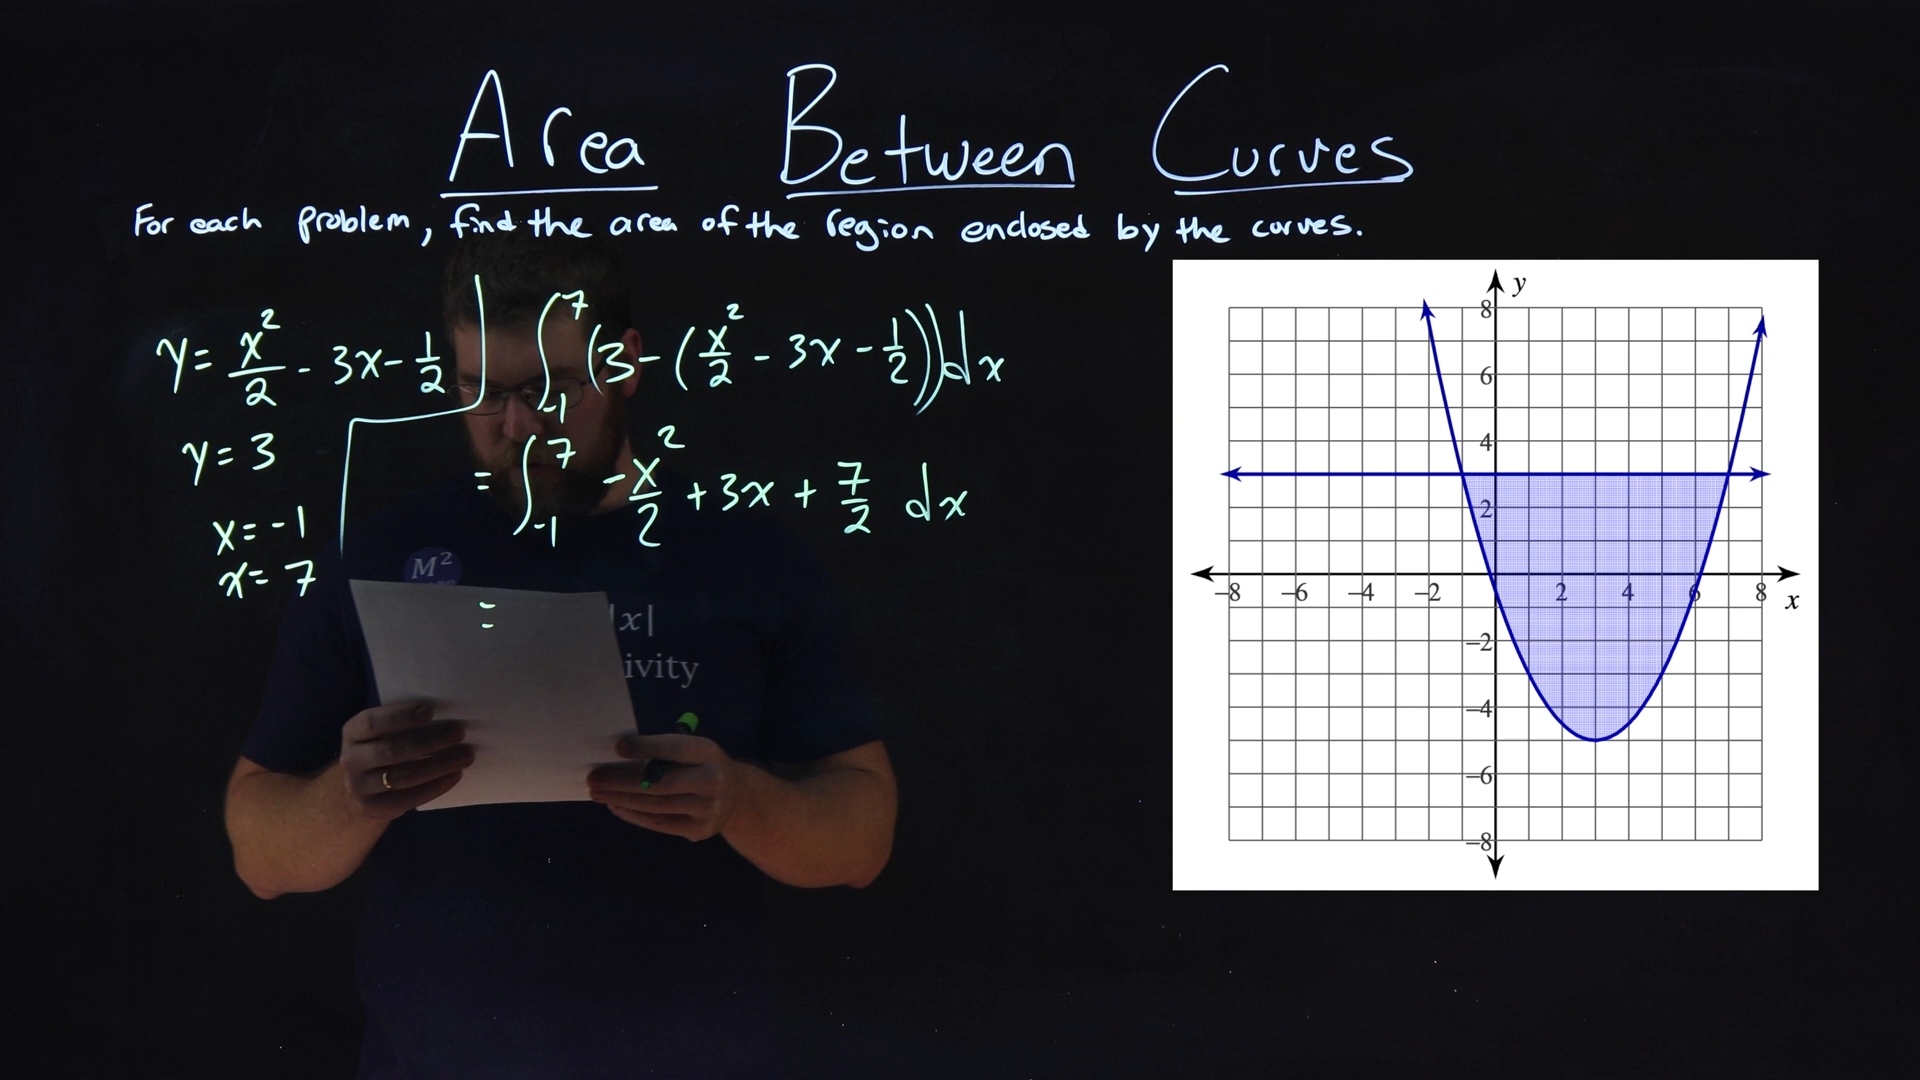 Area Between Curves
For each problem, find the area of the region enclosed by the curves.
y = x²/2 - 3x - 1/2
y = 3
x = -1
x = 7
∫₋₁⁷ (3 - (x²/2 - 3x - 1/2)) dx
= ∫₋₁⁷ -x²/2 + 3x + 7/2 dx
=
M²
|x|
ivity
y
8
6
4
2
-8 -6 -4 -2 2 4 6 8 x
-2
-4
-6
-8